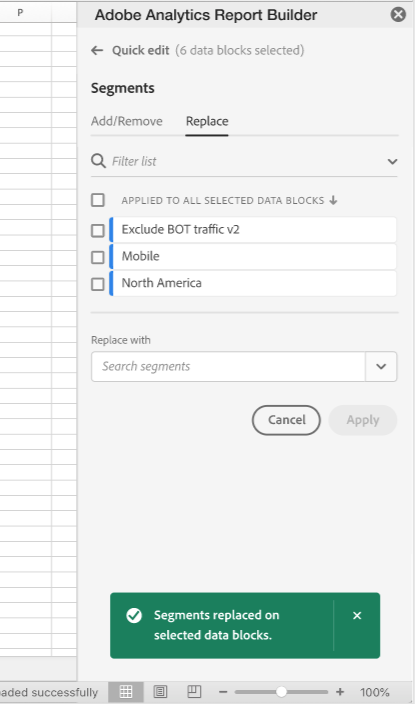 P
Adobe Analytics Report Builder
Quick edit (6 data blocks selected)
Segments
Add/Remove Replace
Filter list
APPLIED TO ALL SELECTED DATA BLOCKS
Exclude BOT traffic v2
Mobile
North America
Replace with
Search segments
Cancel Apply
Segments replaced on
selected data blocks.
aded successfully 100%